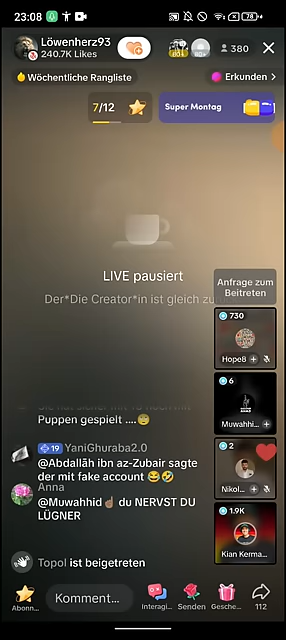 23:08
78
Löwenherz93
240.7K Likes
380
Wöchentliche Rangliste
Erkunden >
7/12
Super Montag
LIVE pausiert
Der*Die Creator*in ist gleich zu
Anfrage zum
Beitreten
730
Hope8
6
Muwahhi...
2
Nikol...
1.9K
Kian Kerma...
Puppen gespielt ....
19 YaniGhuraba2.0
@Abdallāh ibn az-Zubair sagte
der mit fake account 😂🤣
Anna
@Muwahhid☝🏽 du NERVST DU
LÜGNER
Topol ist beigetreten
Abonn...
Komment...
Interagi...
Senden
Gesche...
112